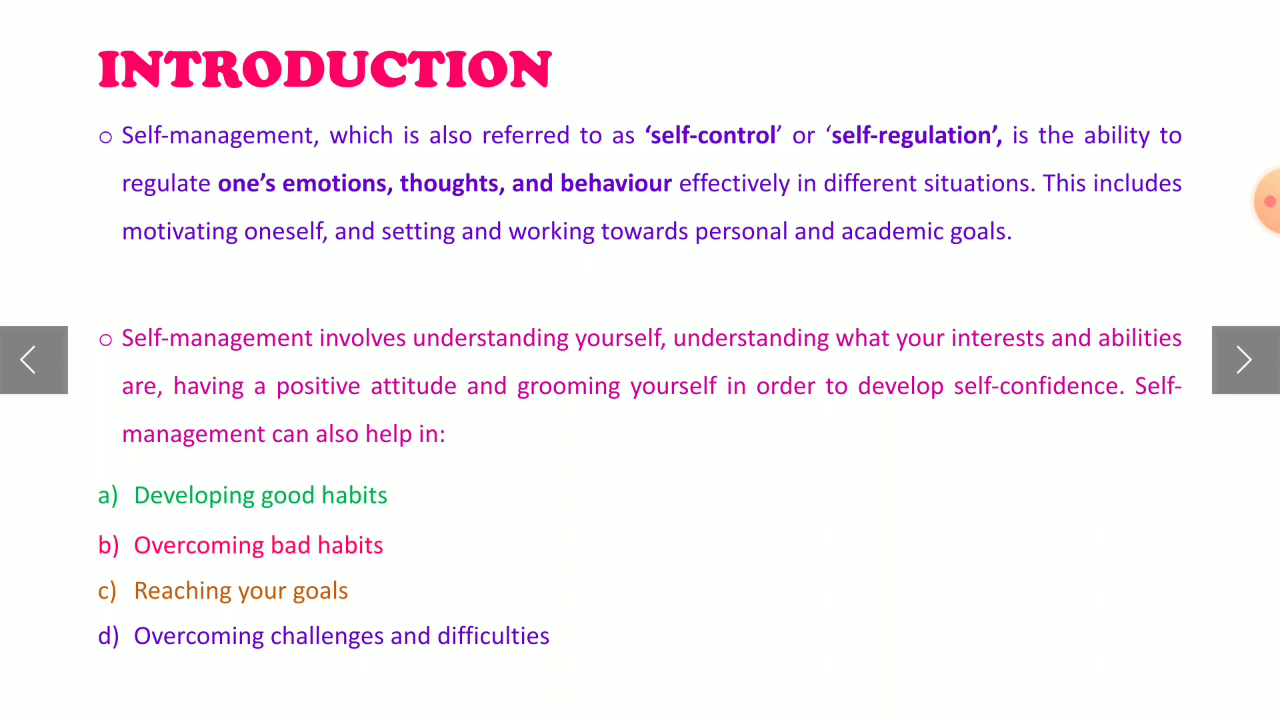 INTRODUCTION
○ Self-management, which is also referred to as ‘self-control’ or ‘self-regulation’, is the ability to
regulate one’s emotions, thoughts, and behaviour effectively in different situations. This includes
motivating oneself, and setting and working towards personal and academic goals.
○ Self-management involves understanding yourself, understanding what your interests and abilities
are, having a positive attitude and grooming yourself in order to develop self-confidence. Self-
management can also help in:
a) Developing good habits
b) Overcoming bad habits
c) Reaching your goals
d) Overcoming challenges and difficulties